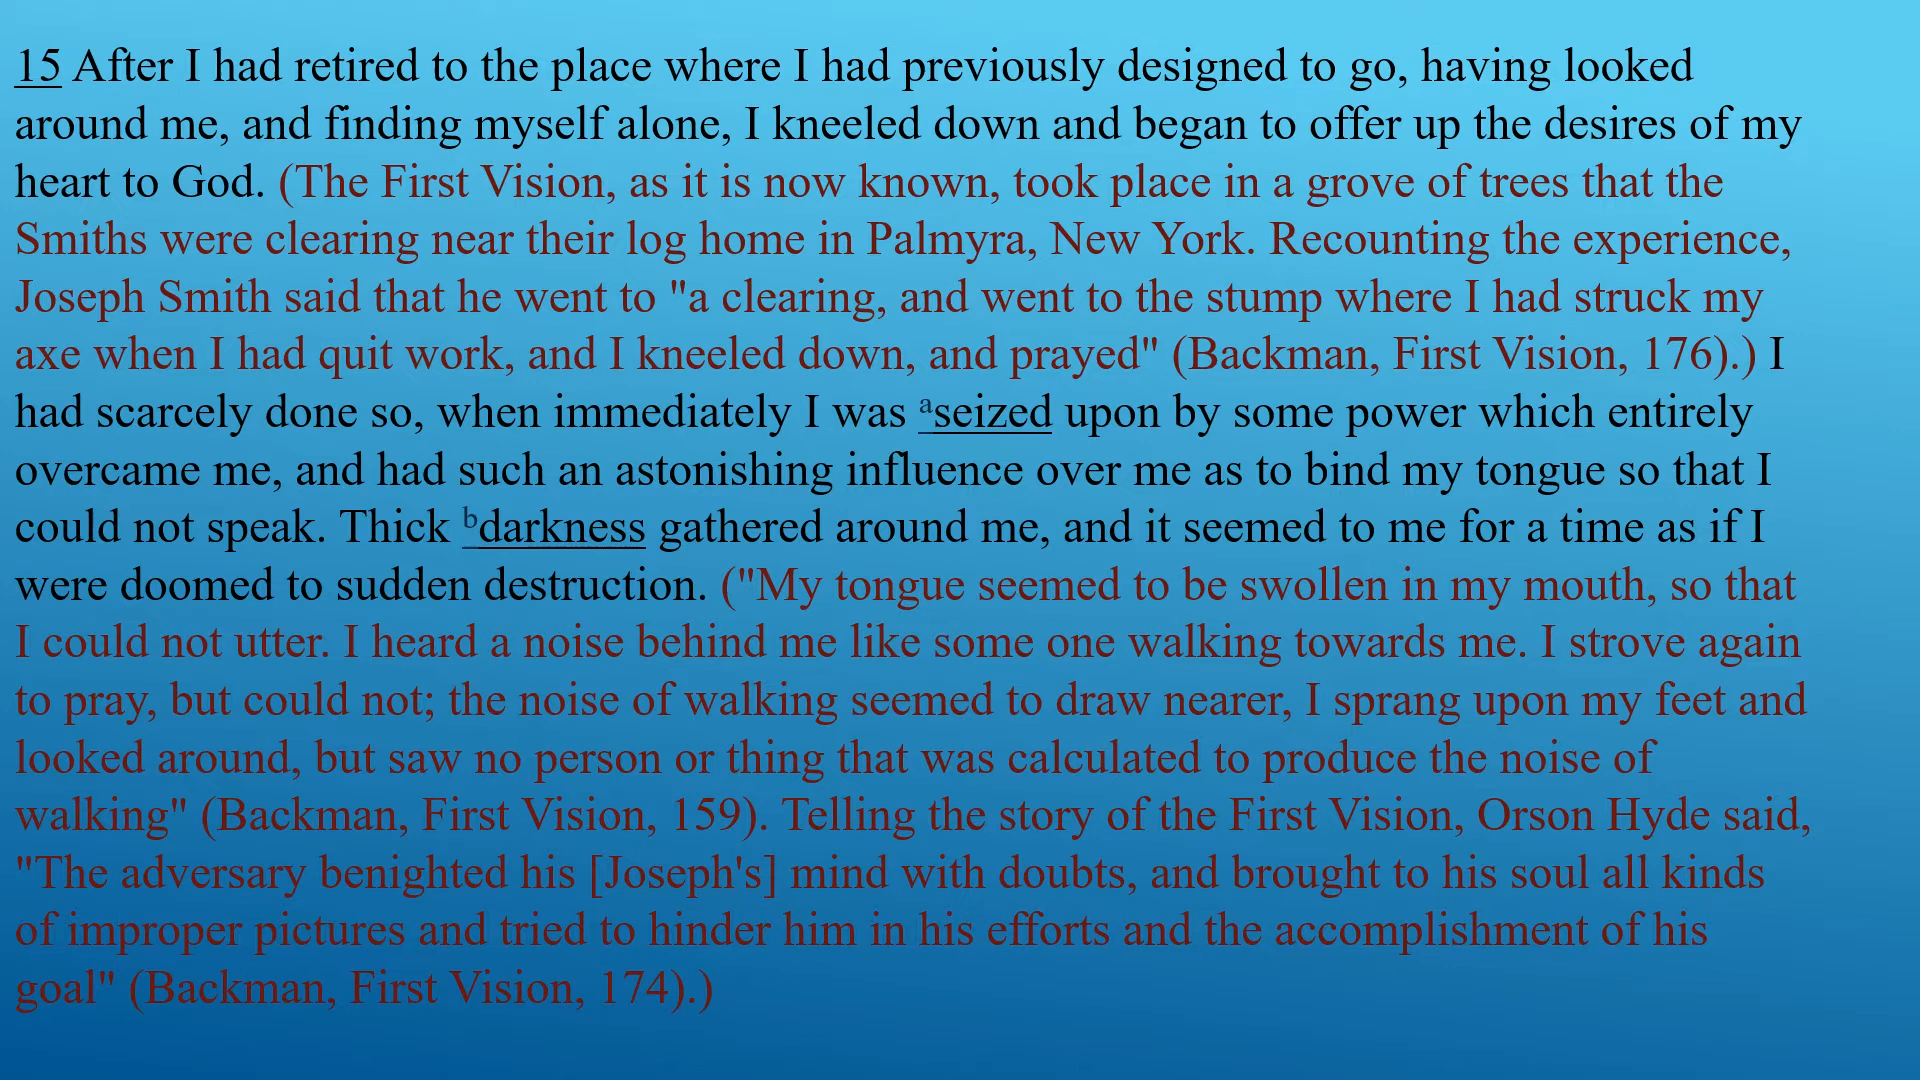 15 After I had retired to the place where I had previously designed to go, having looked
around me, and finding myself alone, I kneeled down and began to offer up the desires of my
heart to God. (The First Vision, as it is now known, took place in a grove of trees that the
Smiths were clearing near their log home in Palmyra, New York. Recounting the experience,
Joseph Smith said that he went to "a clearing, and went to the stump where I had struck my
axe when I had quit work, and I kneeled down, and prayed" (Backman, First Vision, 176).) I
had scarcely done so, when immediately I was aseized upon by some power which entirely
overcame me, and had such an astonishing influence over me as to bind my tongue so that I
could not speak. Thick bdarkness gathered around me, and it seemed to me for a time as if I
were doomed to sudden destruction. ("My tongue seemed to be swollen in my mouth, so that
I could not utter. I heard a noise behind me like some one walking towards me. I strove again
to pray, but could not; the noise of walking seemed to draw nearer, I sprang upon my feet and
looked around, but saw no person or thing that was calculated to produce the noise of
walking" (Backman, First Vision, 159). Telling the story of the First Vision, Orson Hyde said,
"The adversary benighted his [Joseph's] mind with doubts, and brought to his soul all kinds
of improper pictures and tried to hinder him in his efforts and the accomplishment of his
goal" (Backman, First Vision, 174).)